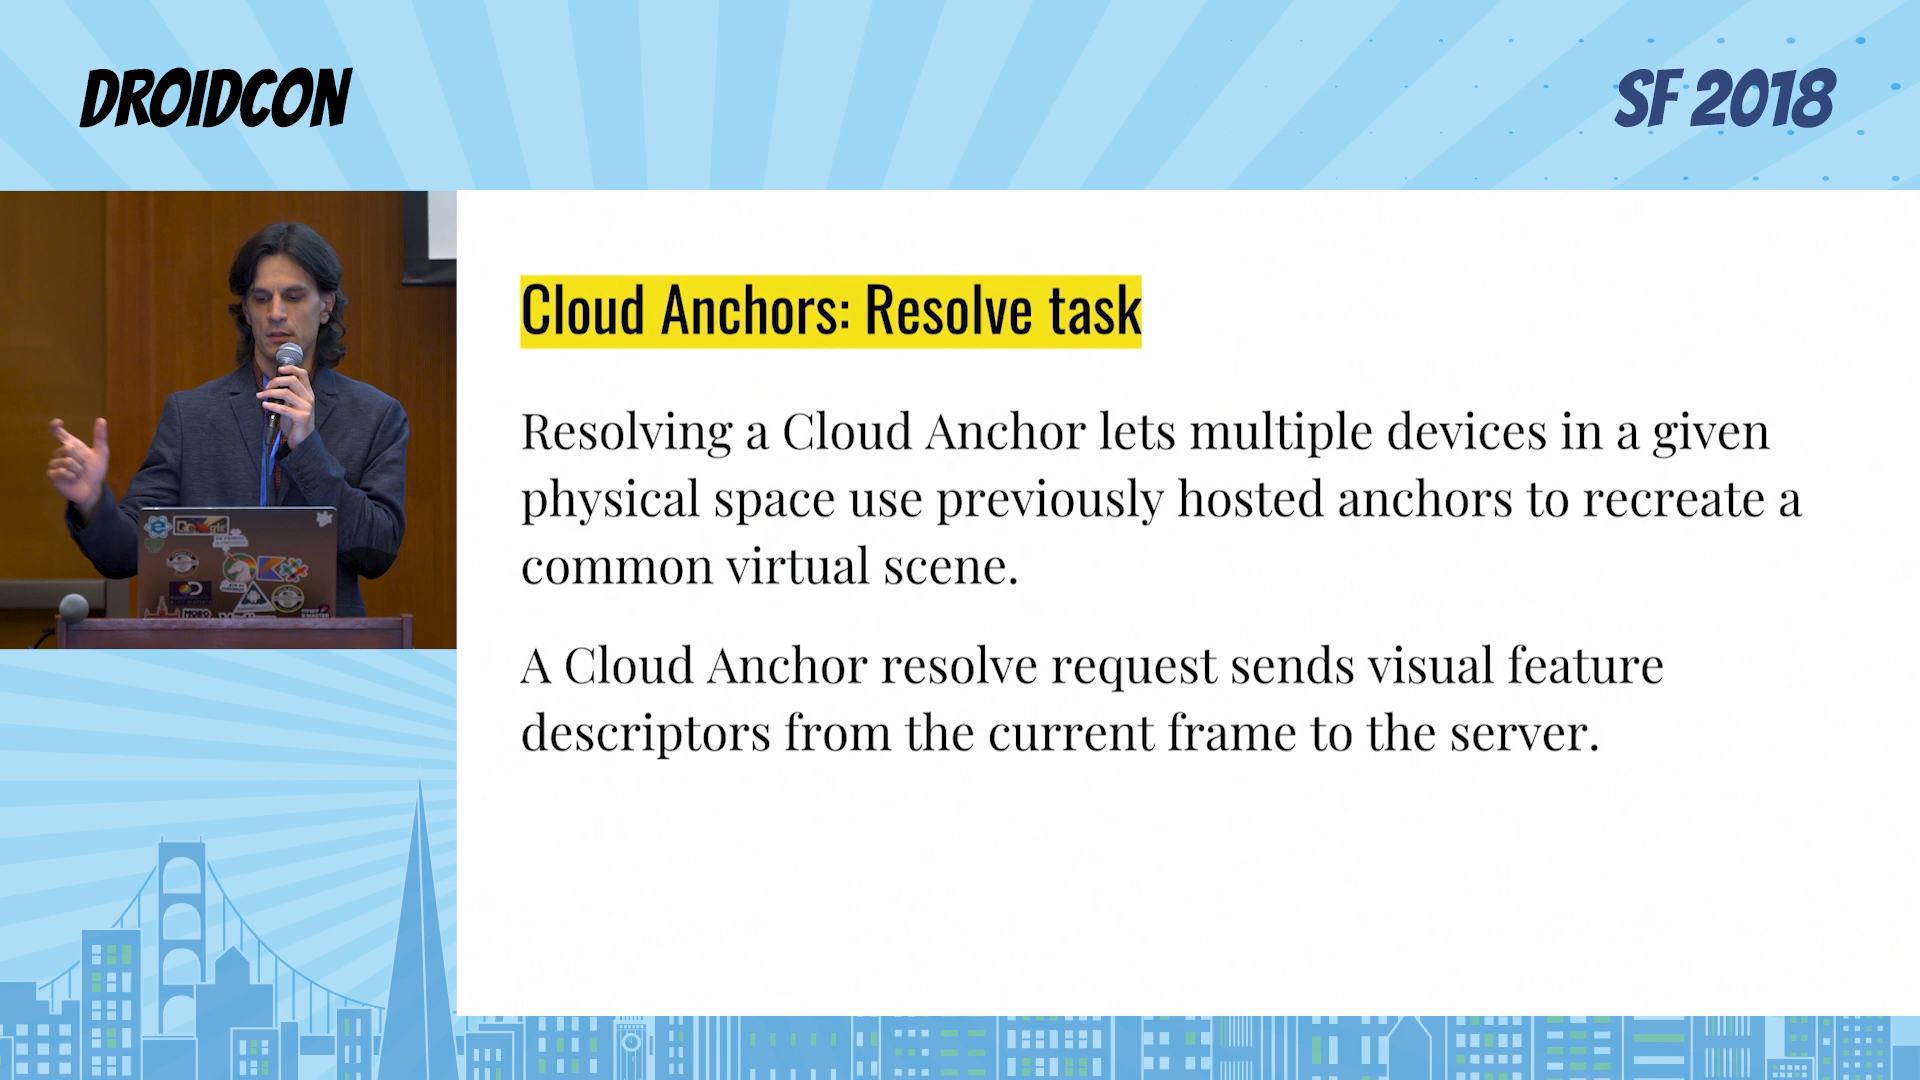 DROIDCON
SF 2018
Cloud Anchors: Resolve task
Resolving a Cloud Anchor lets multiple devices in a given
physical space use previously hosted anchors to recreate a
common virtual scene.
A Cloud Anchor resolve request sends visual feature
descriptors from the current frame to the server.